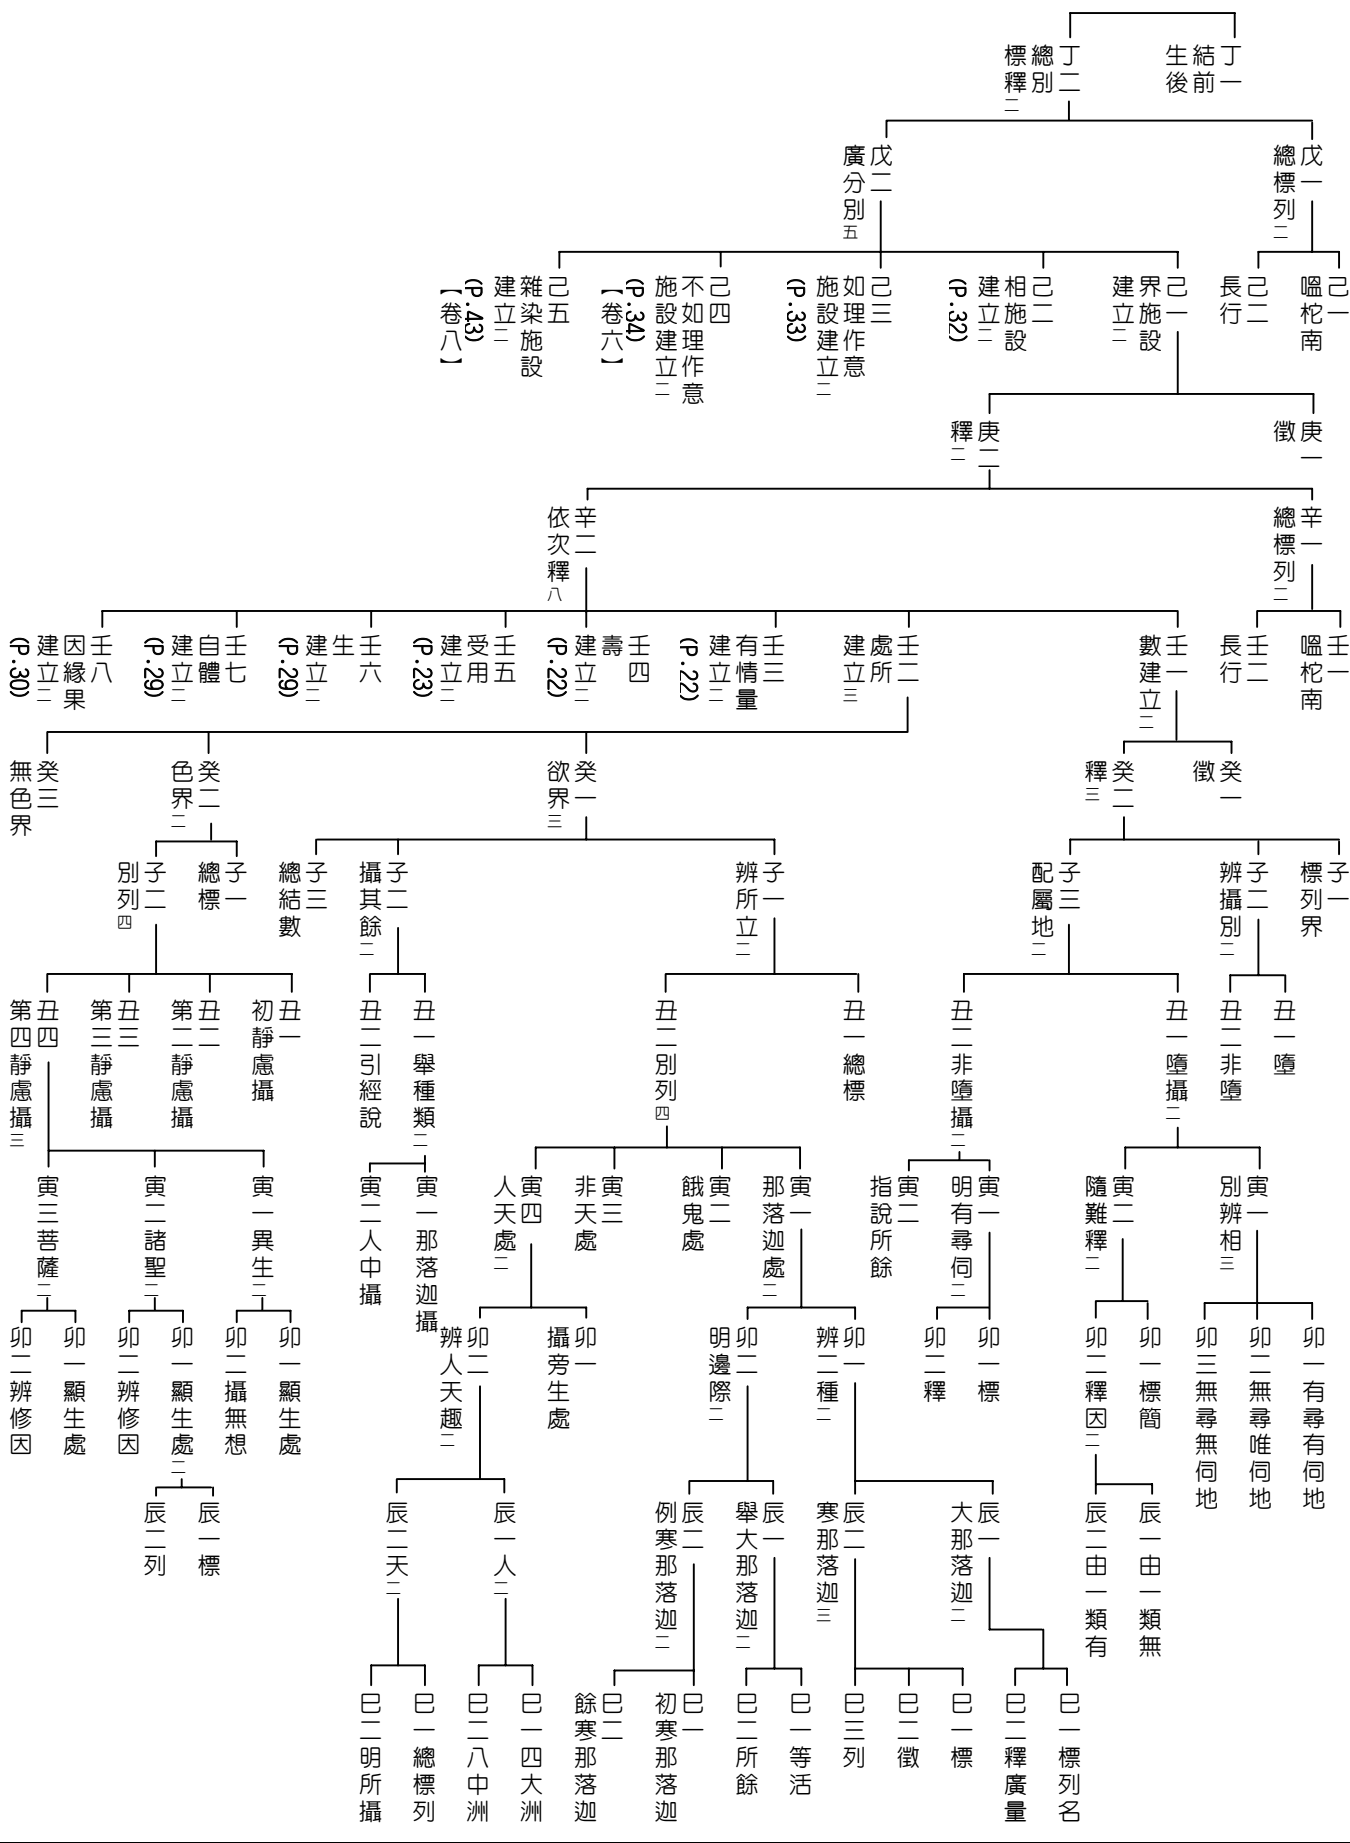 丁一
結前
生後
丁二
總別
標釋二
戊一
總標列二
戊二
廣分別五
己一
嗢柁南
己二
長行
己一
界施設
建立二
己二
相施設
建立二
(P.32)
己三
如理作意
施設建立二
(P.33)
己四
不如理作意
施設建立二
(P.34)
【卷六】
己五
雜染施設
建立二
(P.43)
【卷八】
庚一
徵
庚二
釋二
辛一
總標列二
辛二
依次釋八
壬一
嗢柁南
壬二
長行
壬一
數建立二
壬二
處所
建立三
壬三
有情量
建立二
(P.22)
壬四
壽
建立二
(P.22)
壬五
受用
建立二
(P.23)
壬六
生
建立二
(P.29)
壬七
自體
建立二
(P.29)
壬八
因緣果
建立二
(P.30)
癸一
徵
癸二
釋三
癸一
欲界三
癸二
色界二
癸三
無色界
子一
標列界
子二
辨攝別二
子三
配屬地二
子一
辨所立二
子二
攝其餘二
子三
總結數
子一
總標
子二
別列四
丑一墮
丑二非墮
丑一墮攝二
丑二非墮攝二
丑一總標
丑二別列四
丑一舉種類二
丑二引經說
丑一
初靜慮攝
丑二
第二靜慮攝
丑三
第三靜慮攝
丑四
第四靜慮攝三
寅一
別辨相三
寅二
隨難釋二
寅一
明有尋伺二
寅二
指說所餘
寅一
那落迦處二
寅二
餓鬼處
寅三
非天處
寅四
人天處二
寅一那落迦攝
寅二人中攝
寅一異生二
寅二諸聖二
寅三菩薩二
卯一有尋有伺地
卯二無尋唯伺地
卯三無尋無伺地
卯一標簡
卯二釋因二
卯一標
卯二釋
卯一
辨二種二
卯二
明邊際二
卯一
攝旁生處
卯二
辨人天趣二
卯一顯生處
卯二攝無想
卯一顯生處二
卯二辨修因
卯一顯生處
卯二辨修因
辰一由一類無
辰二由一類有
辰一
大那落迦二
辰二
寒那落迦三
辰一
舉大那落迦二
辰二
例寒那落迦二
辰一人二
辰二天二
辰一標
辰二列
巳一標列名
巳二釋廣量
巳一標
巳二徵
巳三列
巳一等活
巳二所餘
巳一
初寒那落迦
巳二
餘寒那落迦
巳一四大洲
巳二八中洲
巳一總標列
巳二明所攝